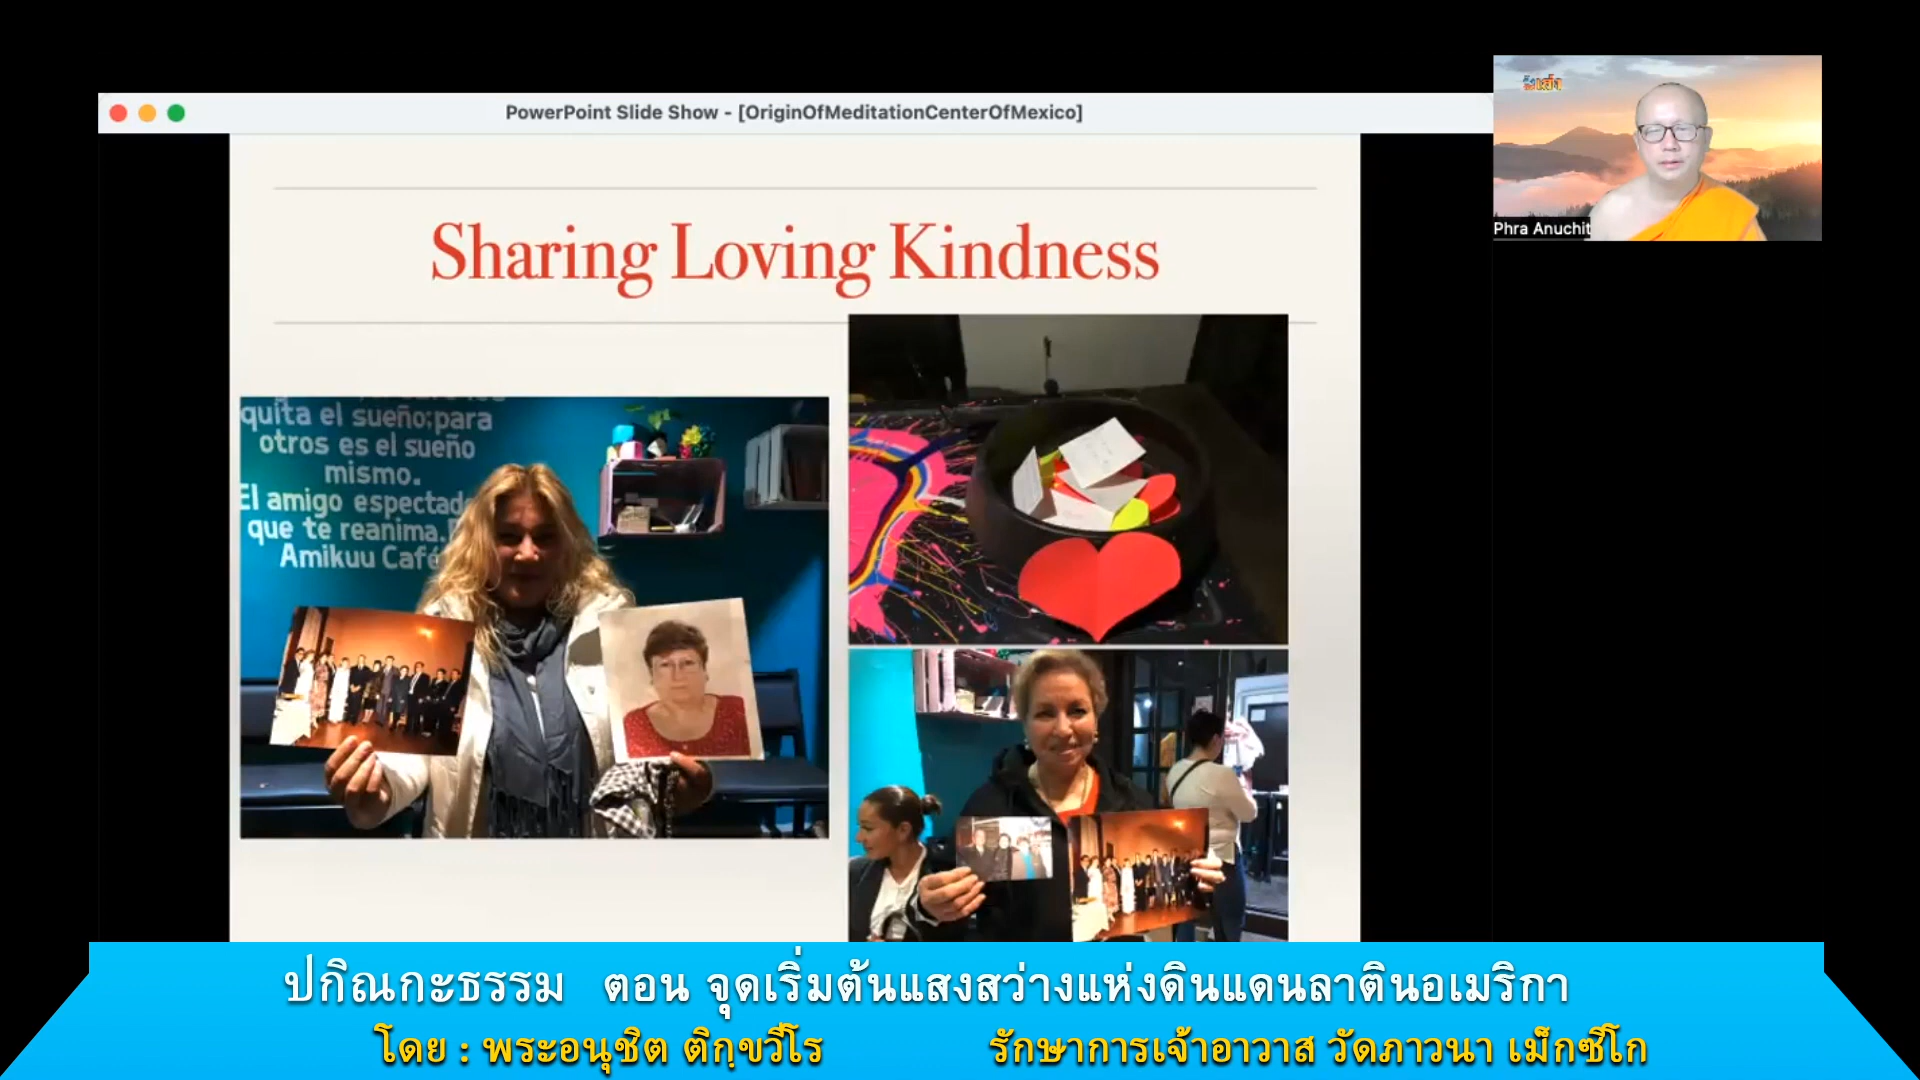 PowerPoint Slide Show - [OriginOfMeditationCenterOfMexico]
Phra Anuchit
Sharing Loving Kindness
quita el sueño;para
otros es el sueño
mismo.
El amigo espectad
que te reanima.
Amikuu Café
ปกิณกะธรรม ตอน จุดเริ่มต้นแสงสว่างแห่งดินแดนลาตินอเมริกา
โดย : พระอนุชิต ติกฺขวีโร รักษาการเจ้าอาวาส วัดภาวนา เม็กซิโก